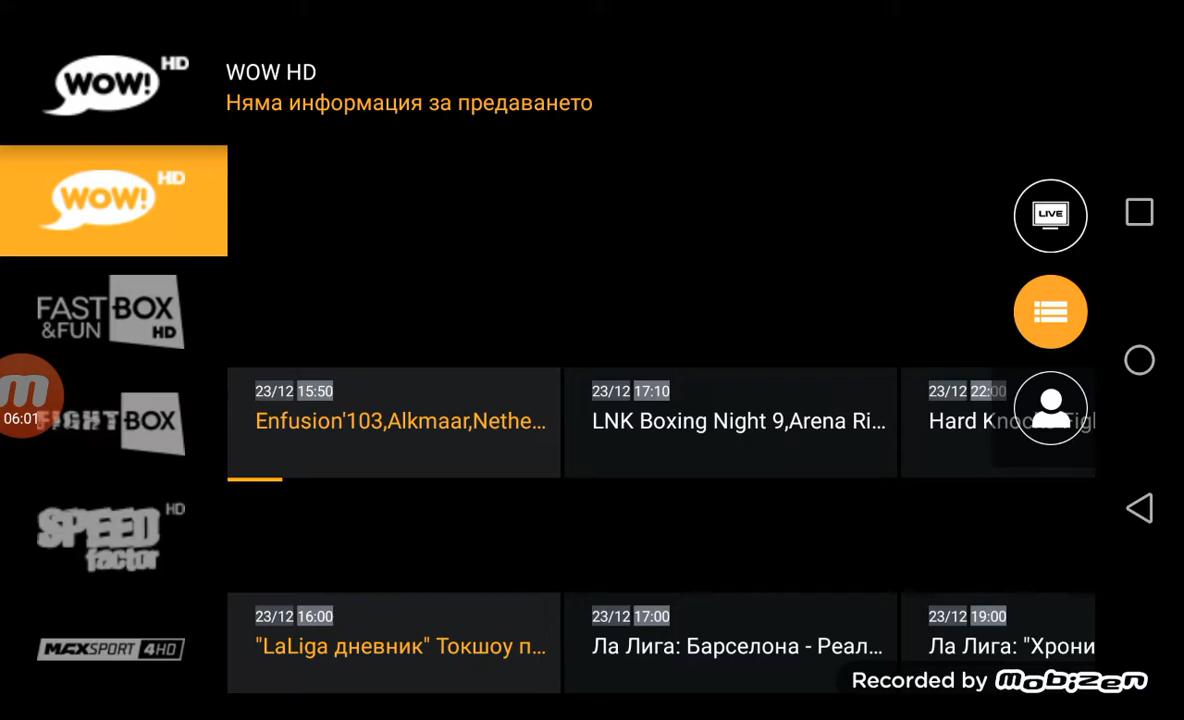 WOW! HD
WOW HD
Няма информация за предаването
WOW! HD
LIVE
FAST BOX
&FUN HD
23/12 15:50
23/12 17:10
23/12 22:00
06:01
FIGHTBOX
Enfusion'103,Alkmaar,Nethe...
LNK Boxing Night 9,Arena Ri...
Hard Knocks Figl
SPEED HD
factor
23/12 16:00
23/12 17:00
23/12 19:00
MAXSPORT 4HD
"LaLiga дневник" Токшоу п...
Ла Лига: Барселона - Реал...
Ла Лига: "Хрони
Recorded by mobizen